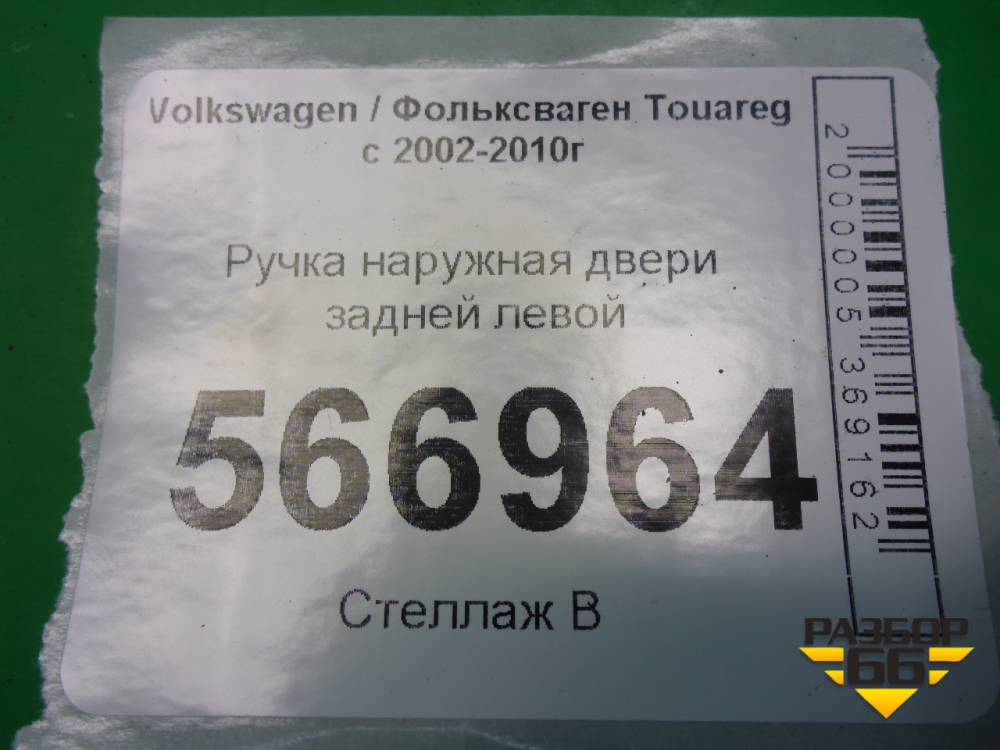 Volkswagen / Фольксваген Touareg
с 2002-2010г
Ручка наружная двери
задней левой
566964
Стеллаж В
2000005369162
РАЗБОР
66